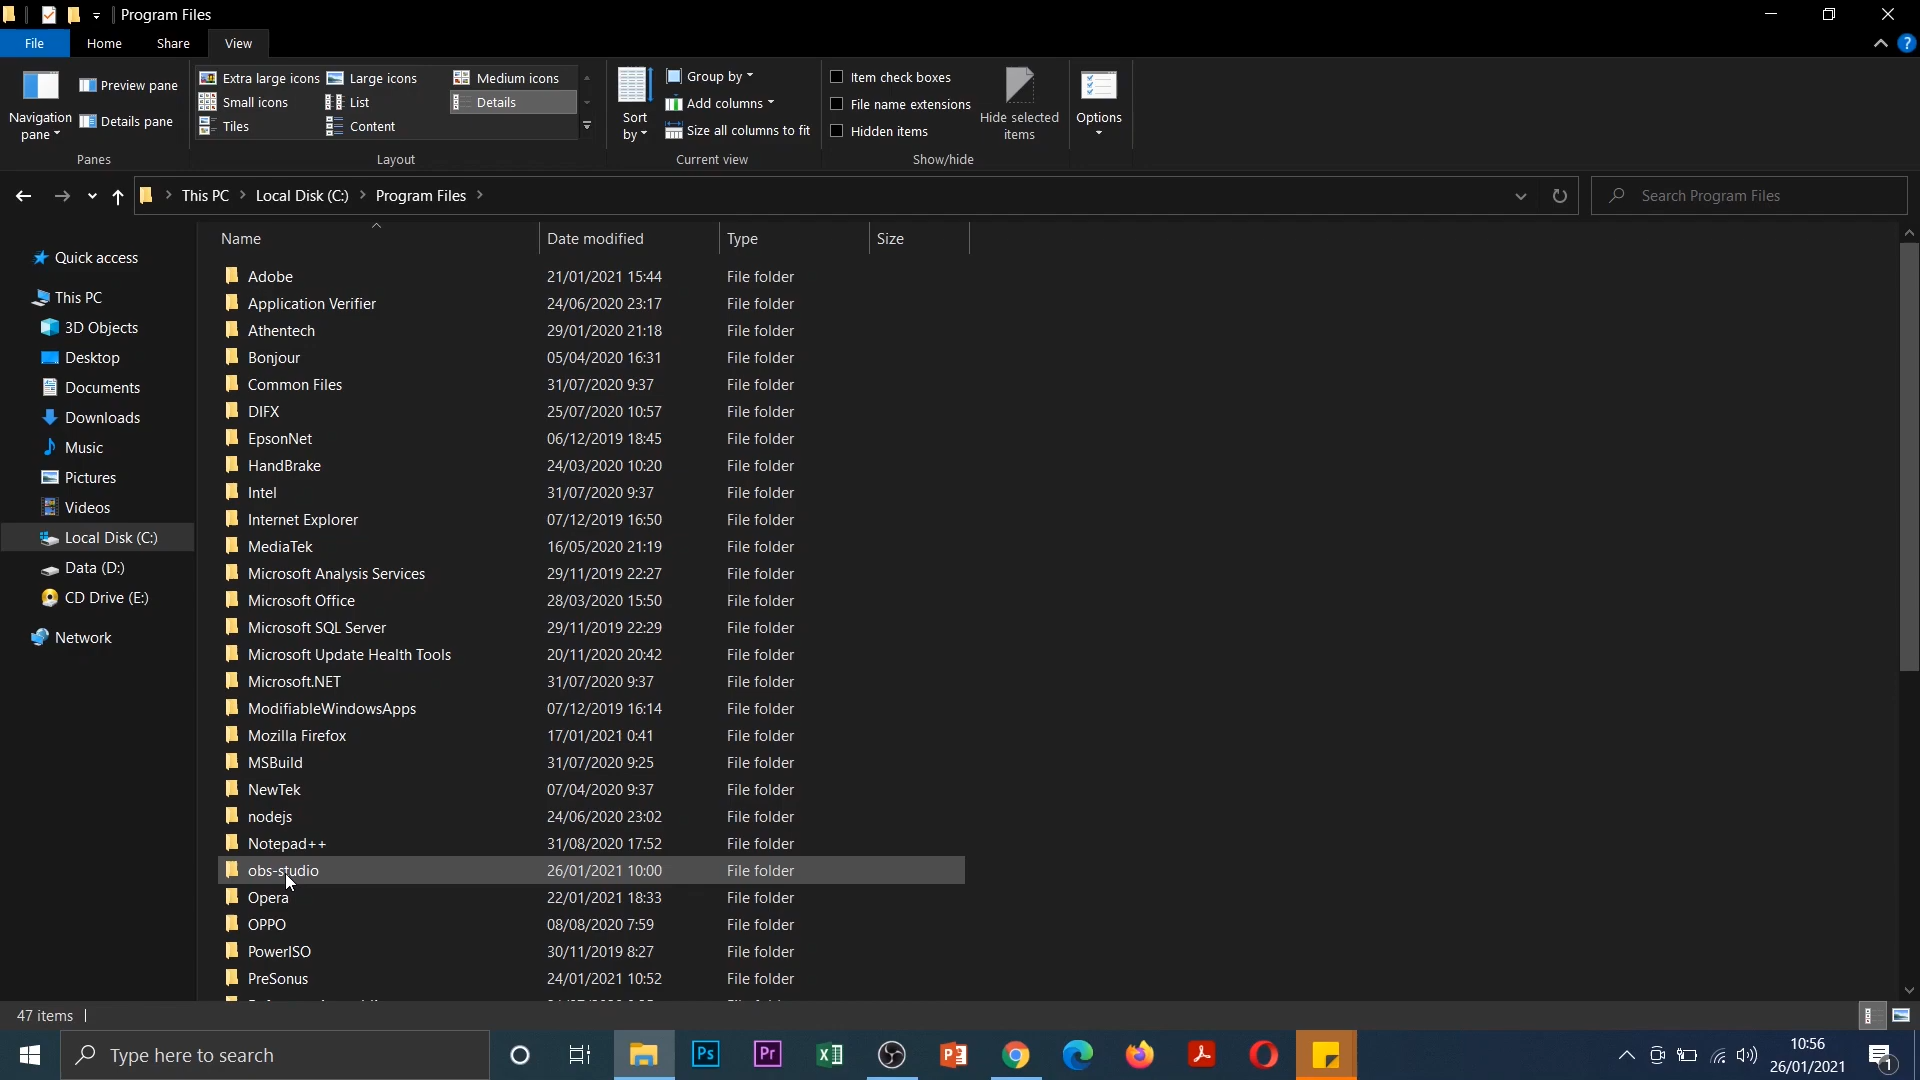 Program Files
File Home Share View
Navigation pane
Preview pane
Details pane
Panes
Extra large icons Large icons Medium icons
Small icons List Details
Tiles Content
Layout
Sort by
Group by
Add columns
Size all columns to fit
Current view
Item check boxes
File name extensions
Hidden items
Hide selected items
Show/hide
Options
This PC Local Disk (C:) Program Files
Search Program Files
Quick access
This PC
3D Objects
Desktop
Documents
Downloads
Music
Pictures
Videos
Local Disk (C:)
Data (D:)
CD Drive (E:)
Network
Name Date modified Type Size
Adobe 21/01/2021 15:44 File folder
Application Verifier 24/06/2020 23:17 File folder
Athentech 29/01/2020 21:18 File folder
Bonjour 05/04/2020 16:31 File folder
Common Files 31/07/2020 9:37 File folder
DIFX 25/07/2020 10:57 File folder
EpsonNet 06/12/2019 18:45 File folder
HandBrake 24/03/2020 10:20 File folder
Intel 31/07/2020 9:37 File folder
Internet Explorer 07/12/2019 16:50 File folder
MediaTek 16/05/2020 21:19 File folder
Microsoft Analysis Services 29/11/2019 22:27 File folder
Microsoft Office 28/03/2020 15:50 File folder
Microsoft SQL Server 29/11/2019 22:29 File folder
Microsoft Update Health Tools 20/11/2020 20:42 File folder
Microsoft.NET 31/07/2020 9:37 File folder
ModifiableWindowsApps 07/12/2019 16:14 File folder
Mozilla Firefox 17/01/2021 0:41 File folder
MSBuild 31/07/2020 9:25 File folder
NewTek 07/04/2020 9:37 File folder
nodejs 24/06/2020 23:02 File folder
Notepad++ 31/08/2020 17:52 File folder
obs-studio 26/01/2021 10:00 File folder
Opera 22/01/2021 18:33 File folder
OPPO 08/08/2020 7:59 File folder
PowerISO 30/11/2019 8:27 File folder
PreSonus 24/01/2021 10:52 File folder
47 items
Type here to search
Ps
Pr
10:56
26/01/2021
1